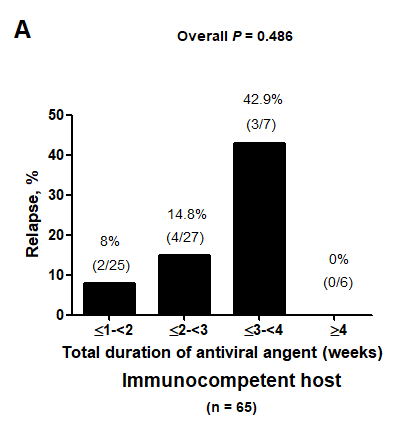 A
Overall P = 0.486
Relapse, %
50
40
30
20
10
0
8%
(2/25)
14.8%
(4/27)
42.9%
(3/7)
0%
(0/6)
≤1-<2 ≤2-<3 ≤3-<4 ≥4
Total duration of antiviral angent (weeks)
Immunocompetent host
(n = 65)